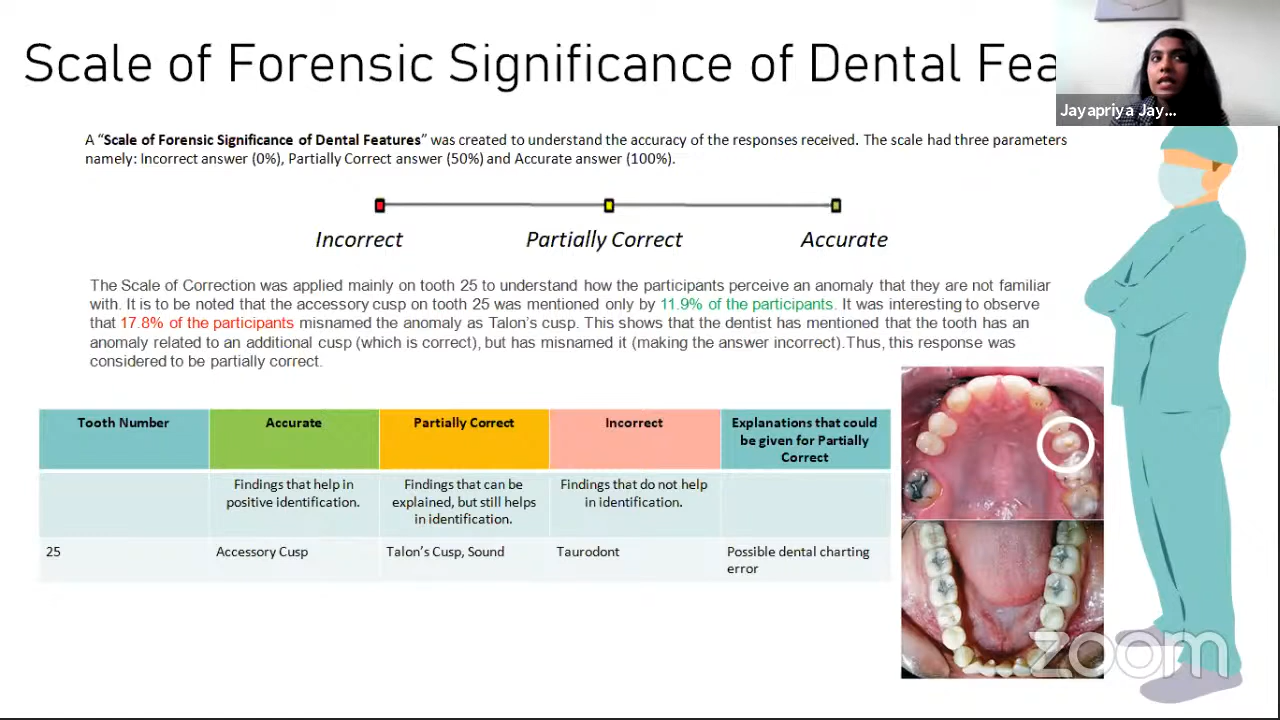 Scale of Forensic Significance of Dental Fea
Jayapriya Jay...
A “Scale of Forensic Significance of Dental Features” was created to understand the accuracy of the responses received. The scale had three parameters
namely: Incorrect answer (0%), Partially Correct answer (50%) and Accurate answer (100%).
Incorrect Partially Correct Accurate
The Scale of Correction was applied mainly on tooth 25 to understand how the participants perceive an anomaly that they are not familiar
with. It is to be noted that the accessory cusp on tooth 25 was mentioned only by 11.9% of the participants. It was interesting to observe
that 17.8% of the participants misnamed the anomaly as Talon’s cusp. This shows that the dentist has mentioned that the tooth has an
anomaly related to an additional cusp (which is correct), but has misnamed it (making the answer incorrect).Thus, this response was
considered to be partially correct.
Tooth Number
Accurate
Partially Correct
Incorrect
Explanations that could
be given for Partially
Correct
Findings that help in
positive identification.
Findings that can be
explained, but still helps
in identification.
Findings that do not help
in identification.
25
Accessory Cusp
Talon’s Cusp, Sound
Taurodont
Possible dental charting
error
zoom